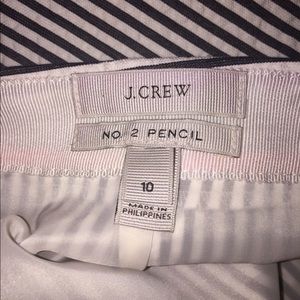 J.CREW
NO. 2 PENCIL
10
MADE IN
PHILIPPINES